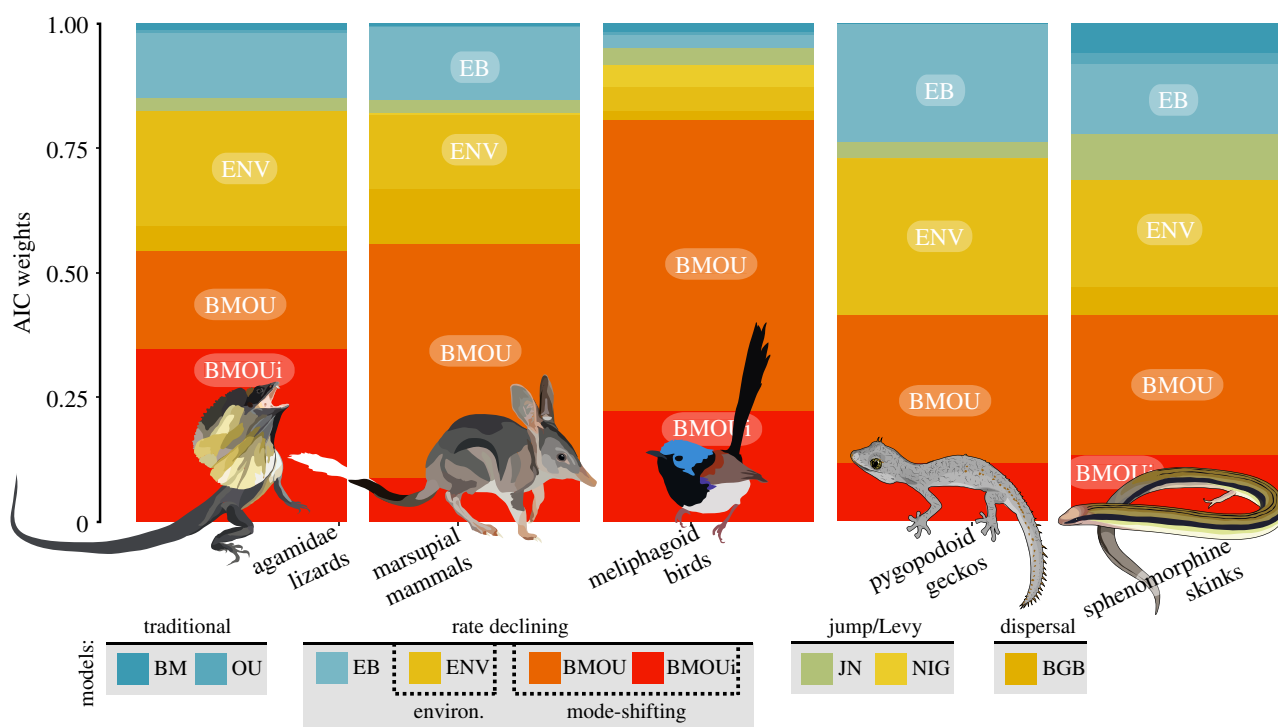 1.00
0.75
0.50
0.25
0
AIC weights
ENV
BMOU
BMOUi
EB
ENV
BMOU
BMOU
BMOUi
EB
ENV
BMOU
EB
ENV
BMOU
BMOUi
agamidae
lizards
marsupial
mammals
meliphagoid
birds
pygopodoid
geckos
sphenomorphine
skinks
models:
traditional
BM OU
rate declining
EB ENV BMOU BMOUi
environ. mode-shifting
jump/Levy
JN NIG
dispersal
BGB